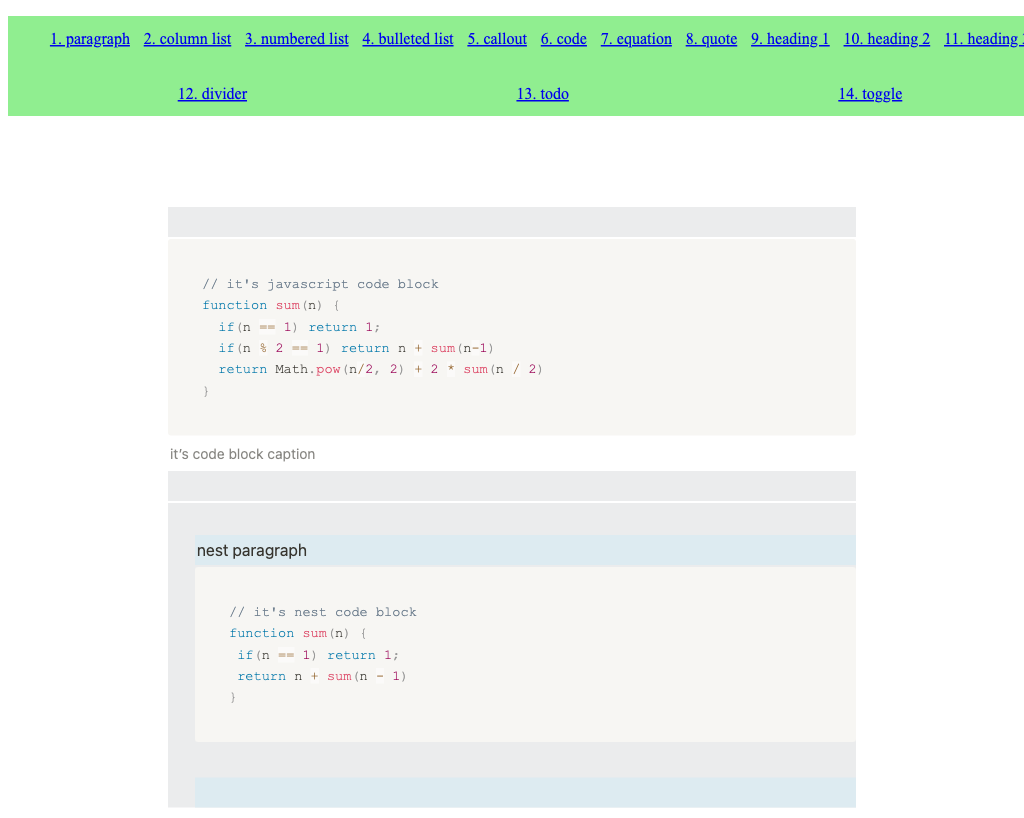 1. paragraph 2. column list 3. numbered list 4. bulleted list 5. callout 6. code 7. equation 8. quote 9. heading 1 10. heading 2 11. heading
12. divider 13. todo 14. toggle
// it's javascript code block
function sum(n) {
  if(n == 1) return 1;
  if(n % 2 == 1) return n + sum(n-1)
  return Math.pow(n/2, 2) + 2 * sum(n / 2)
}
it's code block caption
nest paragraph
// it's nest code block
function sum(n) {
 if(n == 1) return 1;
 return n + sum(n - 1)
}